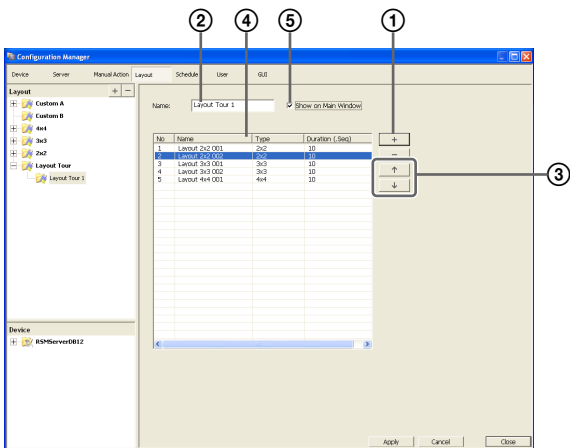 ② ④ ⑤ ①
Configuration Manager
Device Server Manual Action Layout Schedule User GUI
Layout + −
Custom A
Custom B
4x4
3x3
2x2
Layout Tour
Layout Tour 1
Name: Layout Tour 1 Show on Main Window
No Name Type Duration (.Seq)
1 Layout 2x2 001 2x2 10
2 Layout 2x2 002 2x2 10
3 Layout 3x3 001 3x3 10
4 Layout 3x3 002 3x3 10
5 Layout 4x4 001 4x4 10
+
−
↑
↓
③
Device
RSMServerDB12
Apply Cancel Close